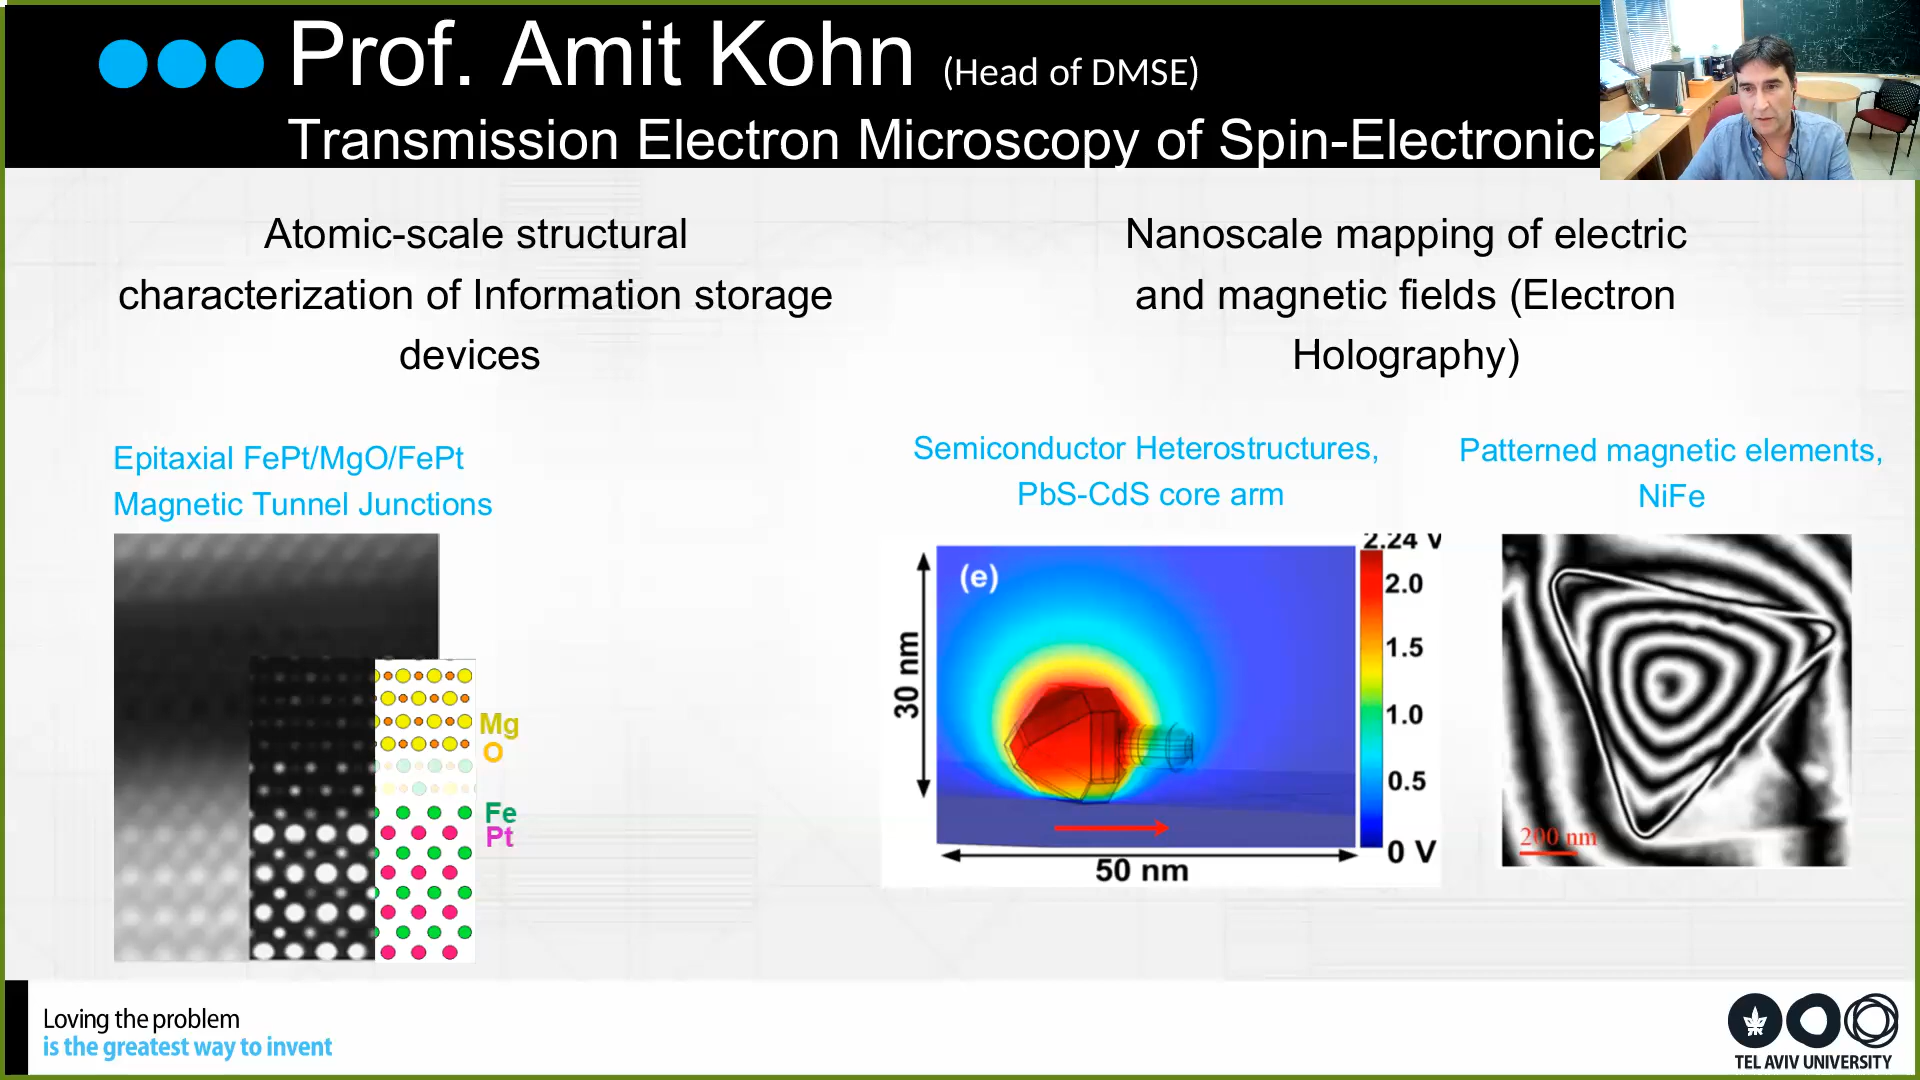 Prof. Amit Kohn (Head of DMSE)
Transmission Electron Microscopy of Spin-Electronic
Atomic-scale structural
characterization of Information storage
devices
Nanoscale mapping of electric
and magnetic fields (Electron
Holography)
Epitaxial FePt/MgO/FePt
Magnetic Tunnel Junctions
Mg
O
Fe
Pt
Semiconductor Heterostructures,
PbS-CdS core arm
(e)
30 nm
50 nm
2.24 V
2.0
1.5
1.0
0.5
0 V
Patterned magnetic elements,
NiFe
200 nm
Loving the problem
is the greatest way to invent
TEL AVIV UNIVERSITY